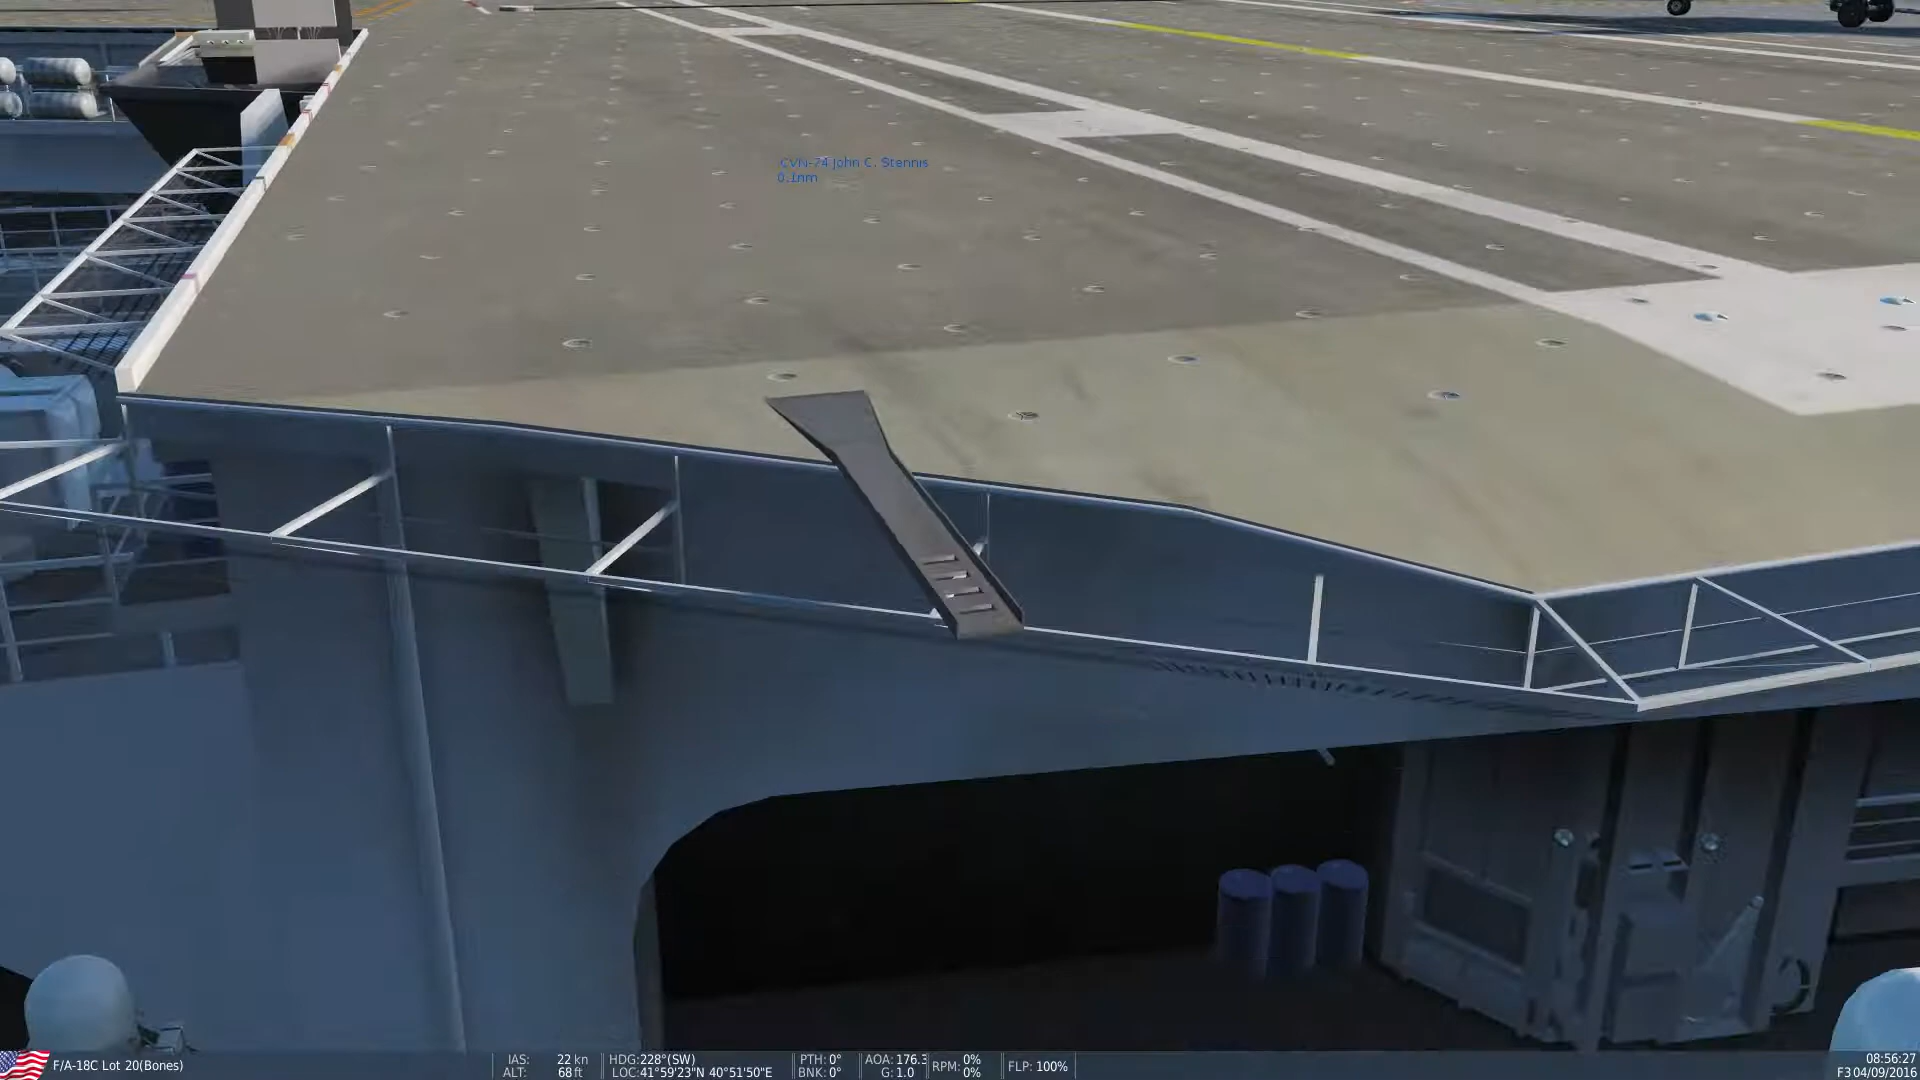 CVN-74 John C. Stennis
0.1nm
F/A-18C Lot 20(Bones)
IAS: 22 kn
ALT: 68 ft
HDG:228°(SW)
LOC:41°59'23"N 40°51'50"E
PTH: 0°
BNK: 0°
AOA: 176.3
G: 1.0
RPM: 0%
0%
FLP: 100%
08:56:27
F3 04/09/2016